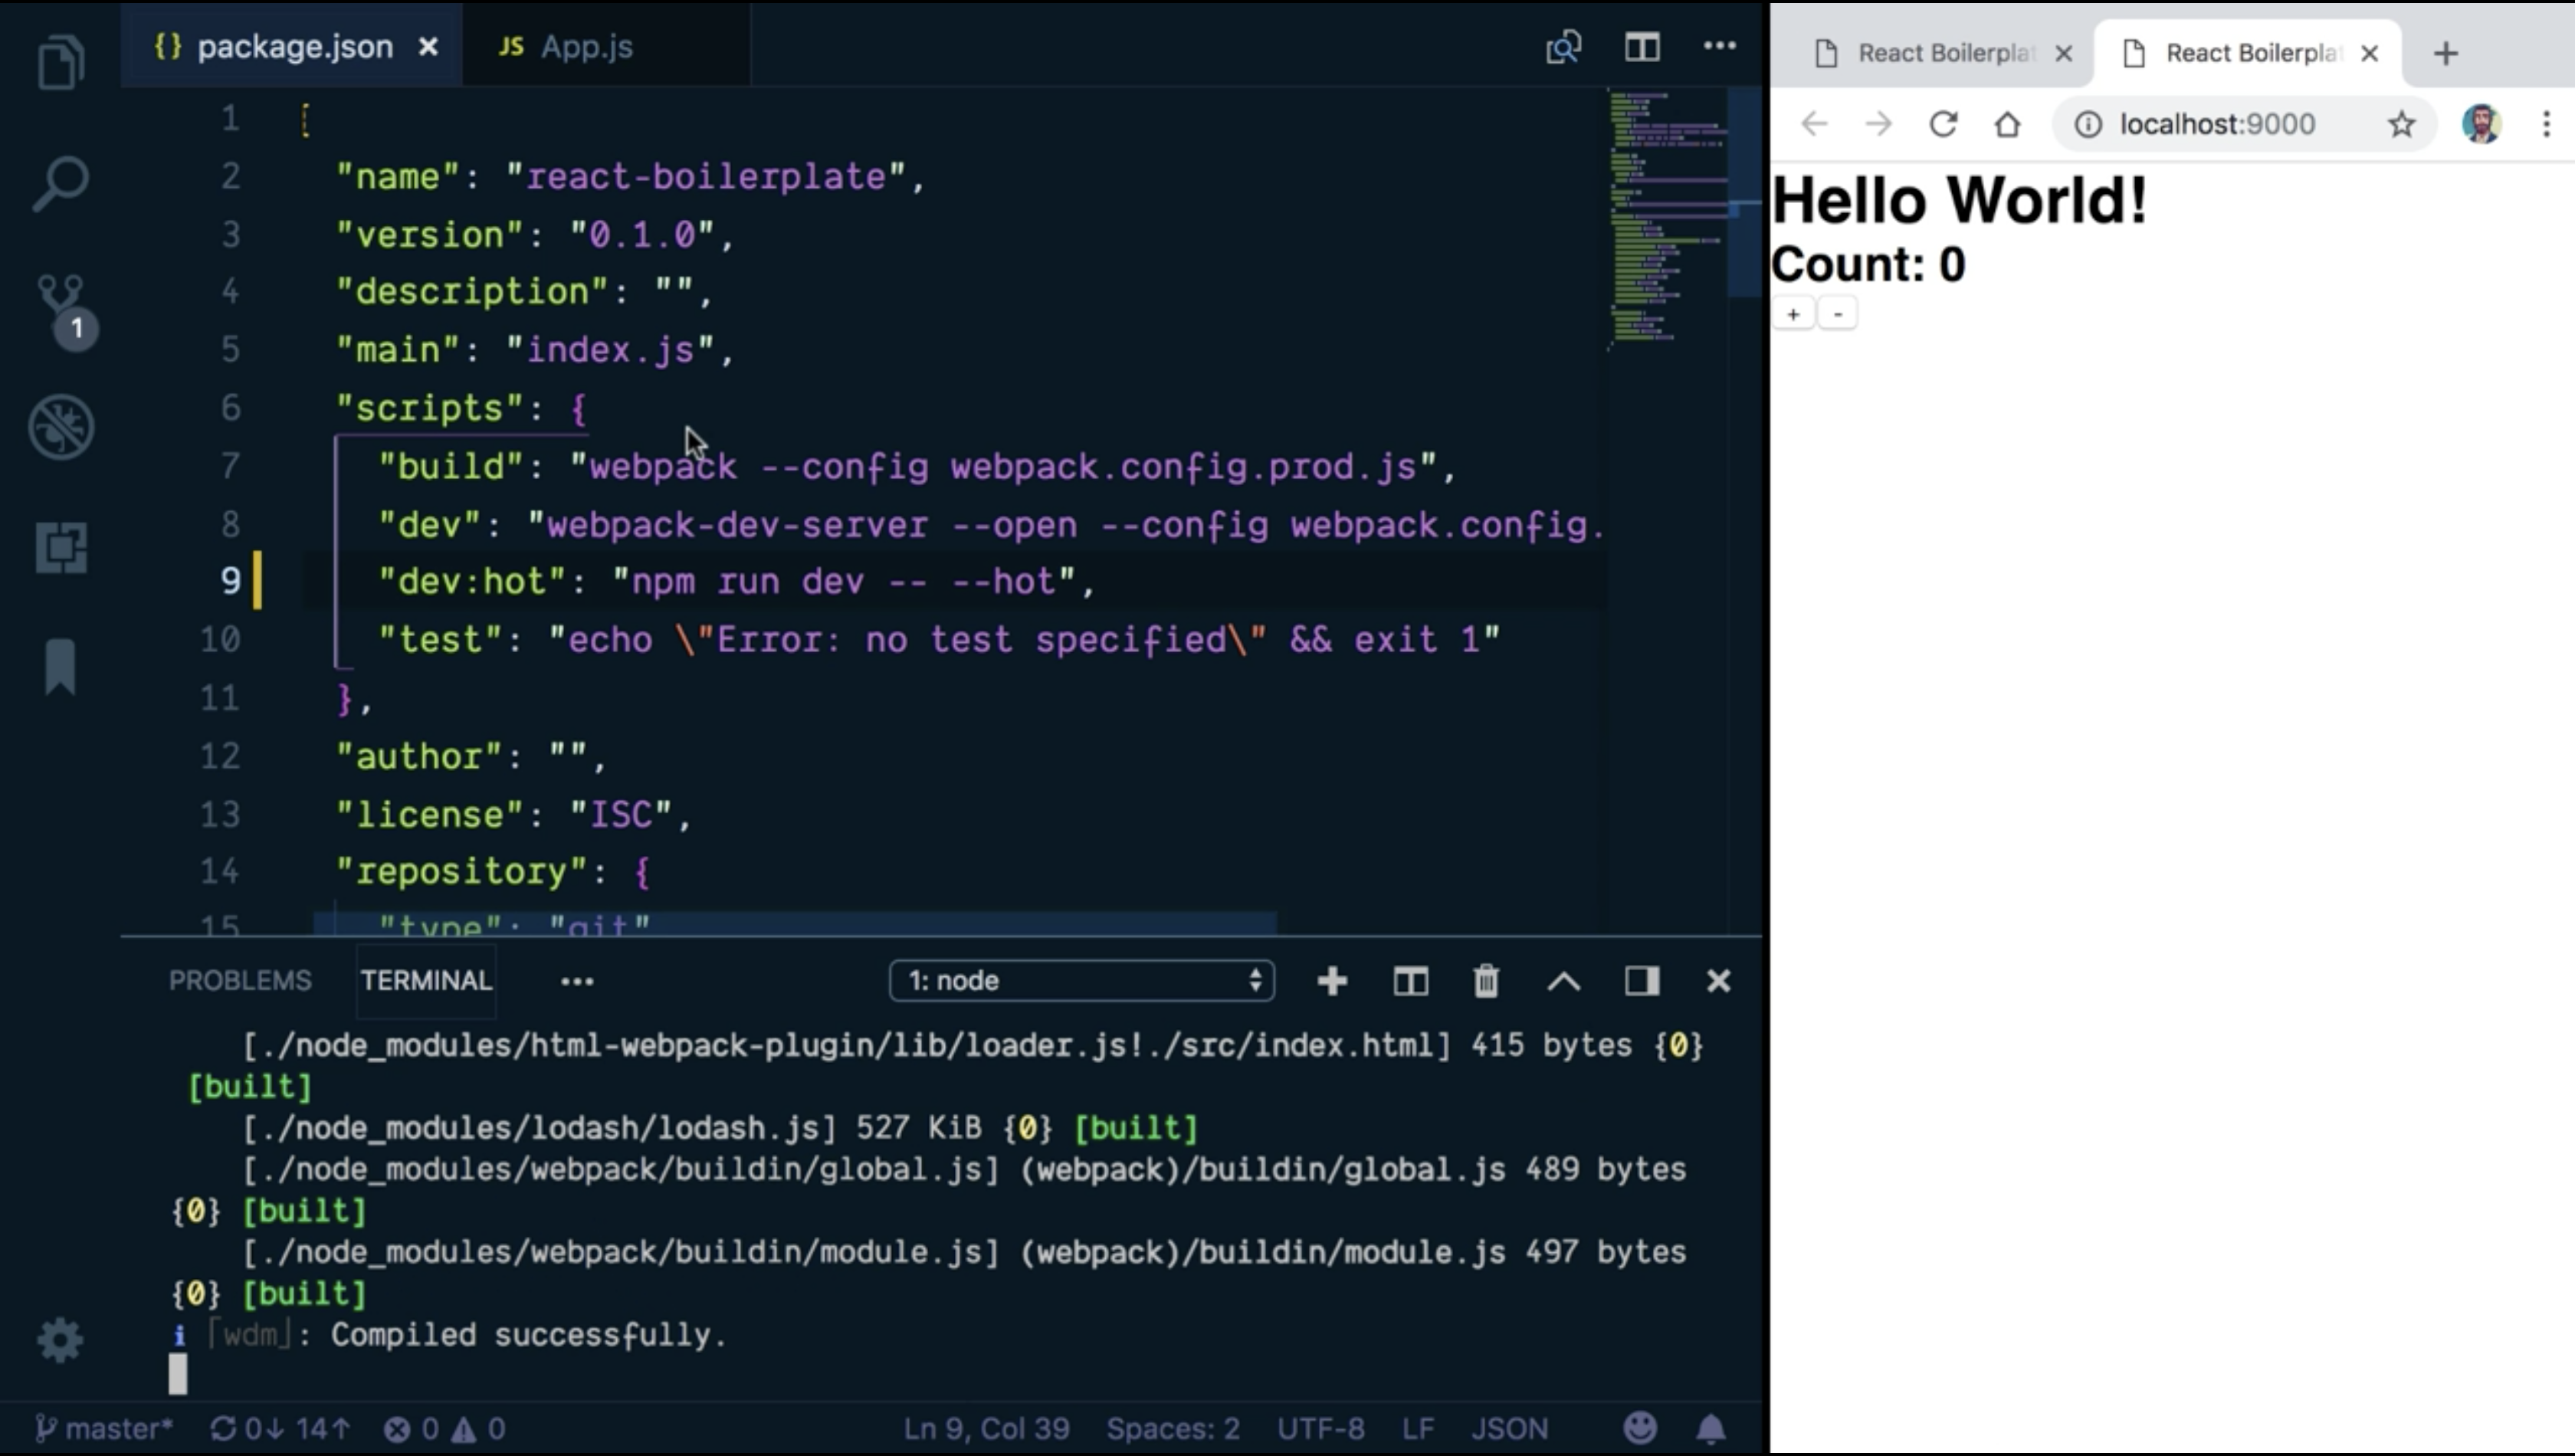 {} package.json ×
JS App.js
1 {
2 "name": "react-boilerplate",
3 "version": "0.1.0",
4 "description": "",
5 "main": "index.js",
6 "scripts": {
7 "build": "webpack --config webpack.config.prod.js",
8 "dev": "webpack-dev-server --open --config webpack.config.
9 "dev:hot": "npm run dev -- --hot",
10 "test": "echo \"Error: no test specified\" && exit 1"
11 },
12 "author": "",
13 "license": "ISC",
14 "repository": {
15 "type": "git"
1
PROBLEMS TERMINAL ••• 1: node
[./node_modules/html-webpack-plugin/lib/loader.js!./src/index.html] 415 bytes {0}
[built]
[./node_modules/lodash/lodash.js] 527 KiB {0} [built]
[./node_modules/webpack/buildin/global.js] (webpack)/buildin/global.js 489 bytes
{0} [built]
[./node_modules/webpack/buildin/module.js] (webpack)/buildin/module.js 497 bytes
{0} [built]
i ｢wdm｣: Compiled successfully.
master* 0↓ 14↑ 0 0 Ln 9, Col 39 Spaces: 2 UTF-8 LF JSON
React Boilerplat × React Boilerplat × +
localhost:9000
Hello World!
Count: 0
+ -